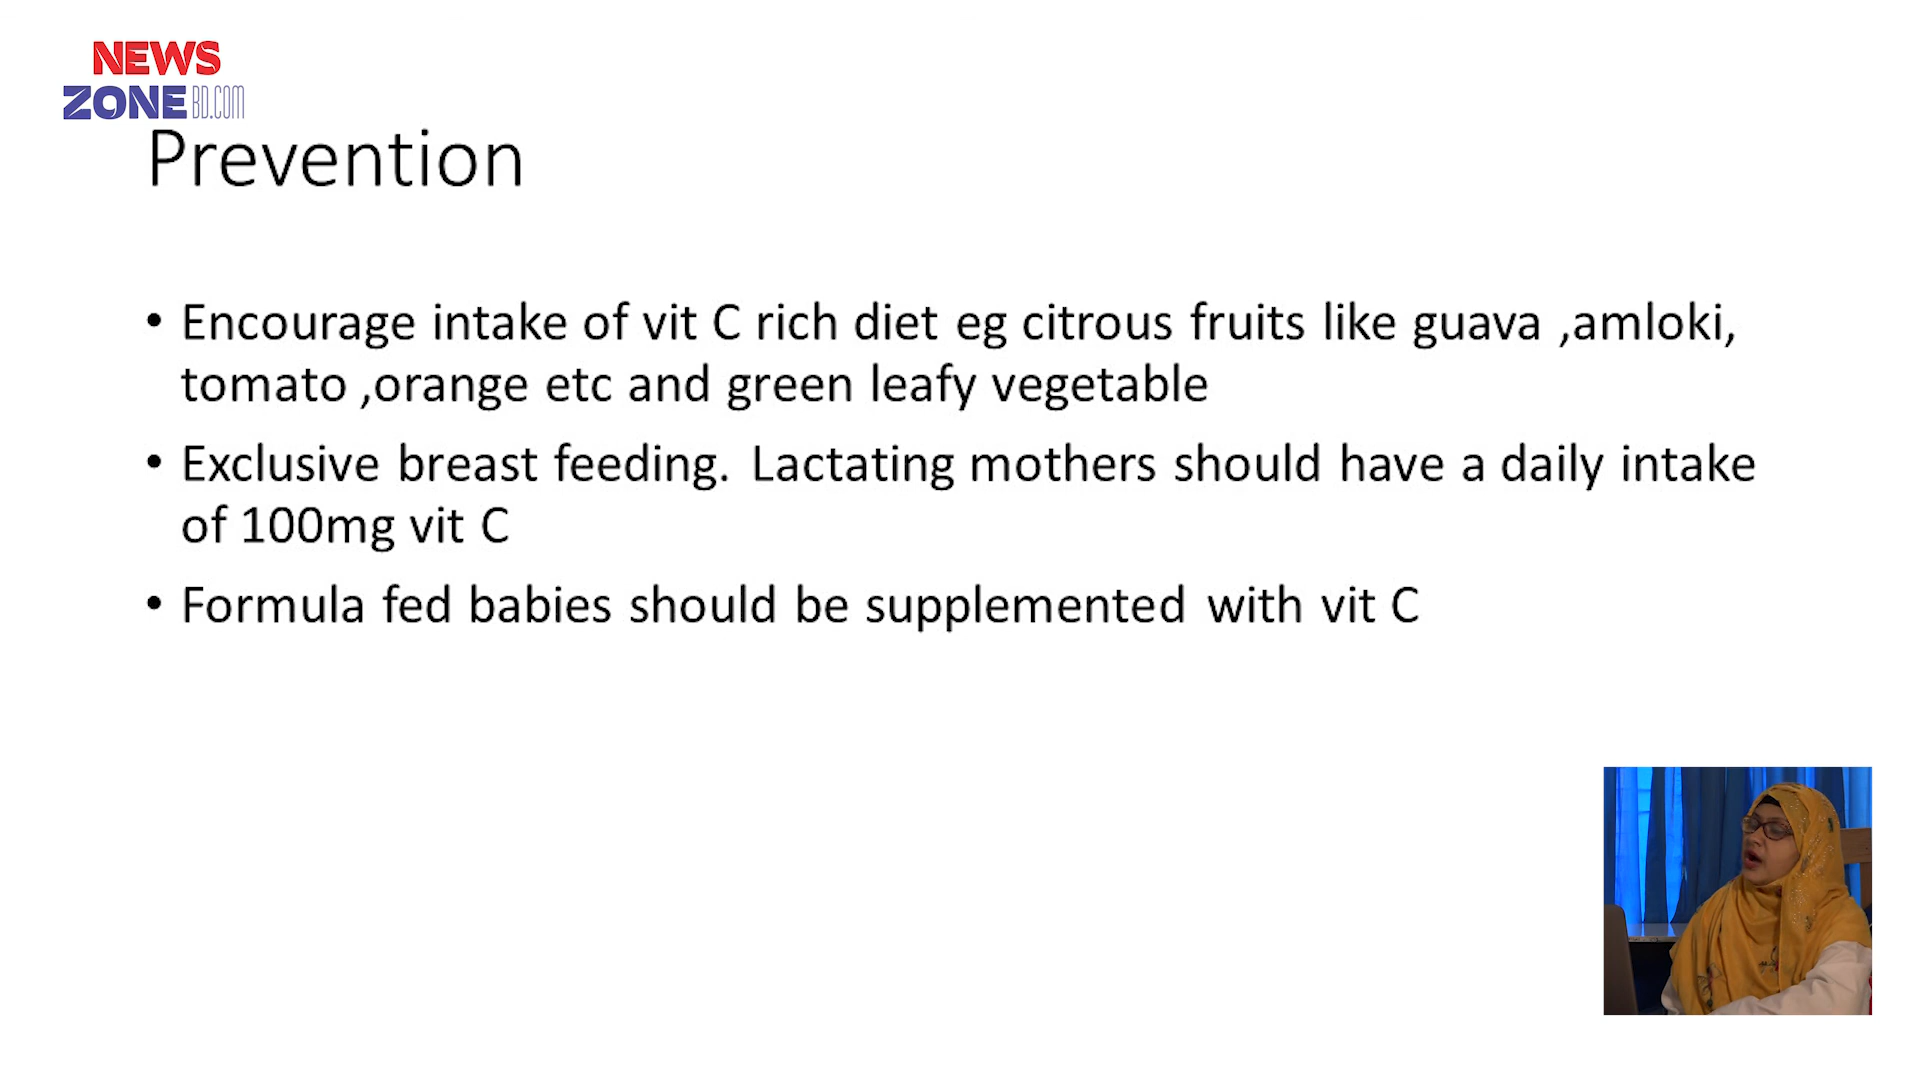 NEWS
ZONE BD.COM
Prevention
• Encourage intake of vit C rich diet eg citrous fruits like guava ,amloki,
tomato ,orange etc and green leafy vegetable
• Exclusive breast feeding. Lactating mothers should have a daily intake
of 100mg vit C
• Formula fed babies should be supplemented with vit C